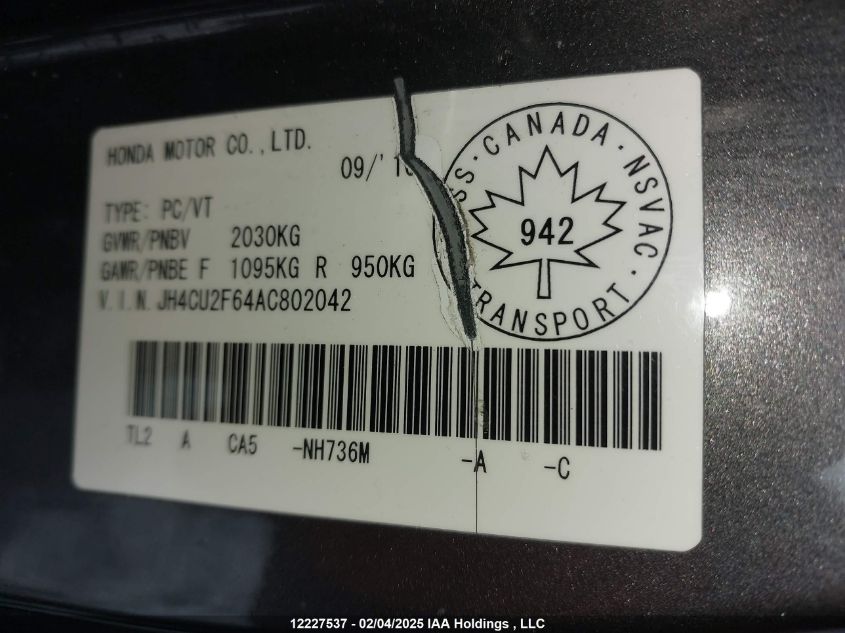 HONDA MOTOR CO.,LTD.
09/'10
TYPE: PC/VT
GVWR/PNBV 2030KG
GAWR/PNBE F 1095KG R 950KG
V.I.N. JH4CU2F64AC802042
CANADA · NSVAC · TRANSPORT
942
TL2 A CA5 -NH736M -A -C
12227537 - 02/04/2025 IAA Holdings , LLC